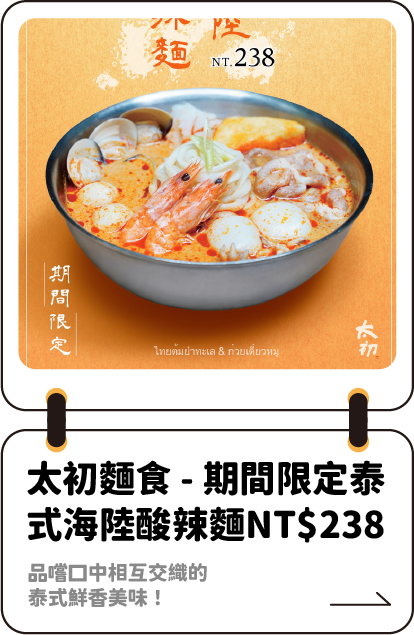 辣
陸
麵
NT.238
期間限定
太初
ไทยต้มยำทะเล & ก๋วยเตี๋ยวหมู
太初麵食 - 期間限定泰
式海陸酸辣麵NT$238
品嚐口中相互交織的
泰式鮮香美味！